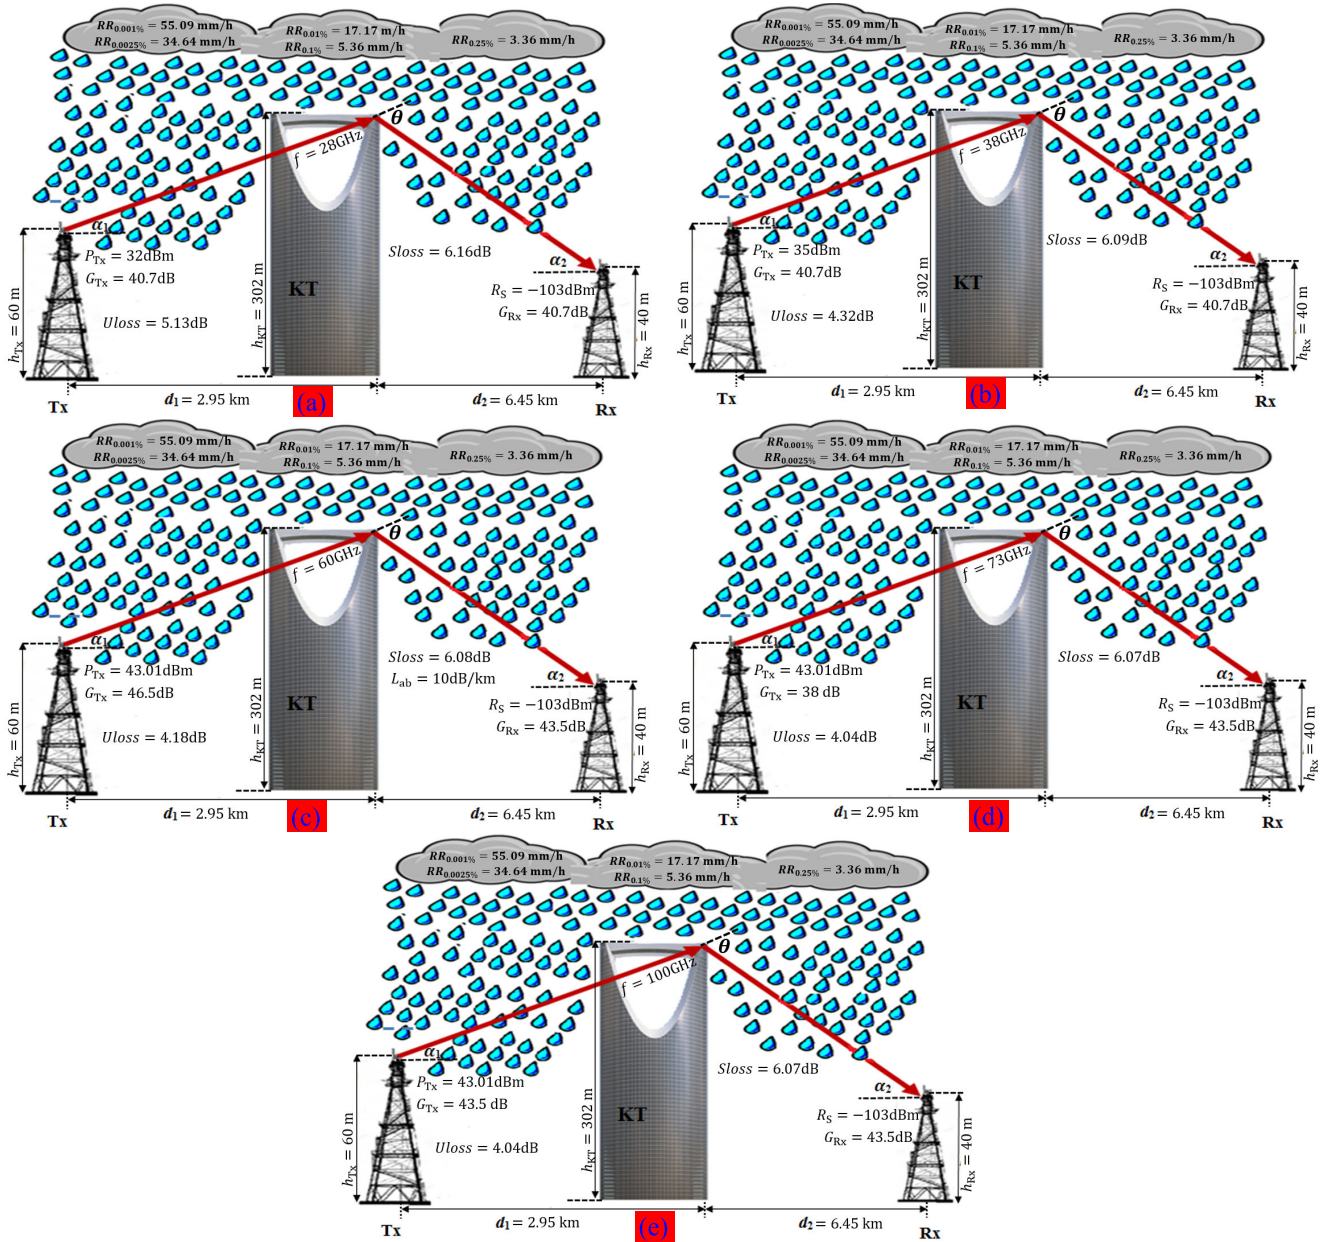 RR0.001% = 55.09 mm/h
RR0.0025% = 34.64 mm/h
RR0.01% = 17.17 m/h
RR0.1% = 5.36 mm/h
RR0.25% = 3.36 mm/h
θ
f = 28GHz
α1
PTx = 32dBm
GTx = 40.7dB
Uloss = 5.13dB
hTx = 60 m
hKT = 302 m
KT
Sloss = 6.16dB
α2
RS = −103dBm
GRx = 40.7dB
hRx = 40 m
Tx
d1 = 2.95 km
(a)
d2 = 6.45 km
Rx
RR0.001% = 55.09 mm/h
RR0.0025% = 34.64 mm/h
RR0.01% = 17.17 m/h
RR0.1% = 5.36 mm/h
RR0.25% = 3.36 mm/h
θ
f = 38GHz
α1
PTx = 35dBm
GTx = 40.7dB
Uloss = 4.32dB
hTx = 60 m
hKT = 302 m
KT
Sloss = 6.09dB
α2
RS = −103dBm
GRx = 40.7dB
hRx = 40 m
Tx
d1 = 2.95 km
(b)
d2 = 6.45 km
Rx
RR0.001% = 55.09 mm/h
RR0.0025% = 34.64 mm/h
RR0.01% = 17.17 m/h
RR0.1% = 5.36 mm/h
RR0.25% = 3.36 mm/h
θ
f = 60GHz
α1
PTx = 43.01dBm
GTx = 46.5dB
Uloss = 4.18dB
hTx = 60 m
hKT = 302 m
KT
Sloss = 6.08dB
Lab = 10dB/km
α2
RS = −103dBm
GRx = 43.5dB
hRx = 40 m
Tx
d1 = 2.95 km
(c)
d2 = 6.45 km
Rx
RR0.001% = 55.09 mm/h
RR0.0025% = 34.64 mm/h
RR0.01% = 17.17 mm/h
RR0.1% = 5.36 mm/h
RR0.25% = 3.36 mm/h
θ
f = 73GHz
α1
PTx = 43.01dBm
GTx = 38 dB
Uloss = 4.04dB
hTx = 60 m
hKT = 302 m
KT
Sloss = 6.07dB
α2
RS = −103dBm
GRx = 43.5dB
hRx = 40 m
Tx
d1 = 2.95 km
(d)
d2 = 6.45 km
Rx
RR0.001% = 55.09 mm/h
RR0.0025% = 34.64 mm/h
RR0.01% = 17.17 mm/h
RR0.1% = 5.36 mm/h
RR0.25% = 3.36 mm/h
θ
f = 100GHz
α1
PTx = 43.01dBm
GTx = 43.5 dB
Uloss = 4.04dB
hTx = 60 m
hKT = 302 m
KT
Sloss = 6.07dB
α2
RS = −103dBm
GRx = 43.5dB
hRx = 40 m
Tx
d1 = 2.95 km
(e)
d2 = 6.45 km
Rx